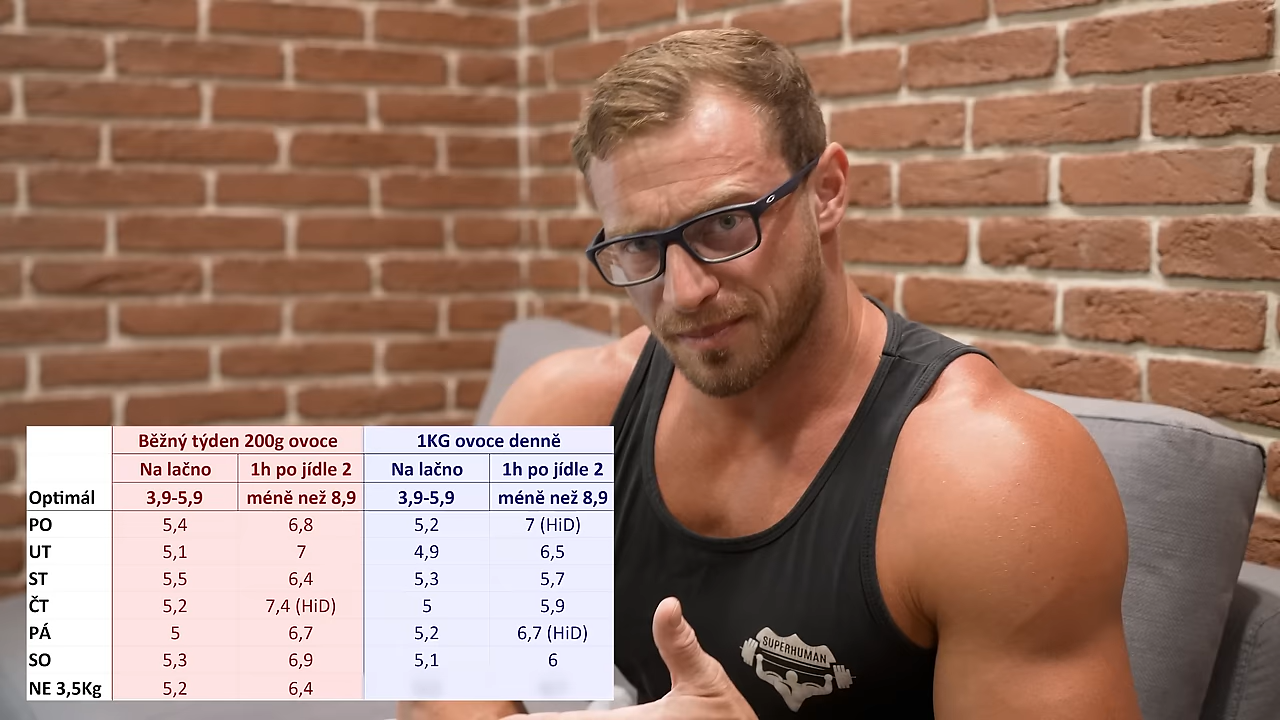 Běžný týden 200g ovoce 1KG ovoce denně
Na lačno 1h po jídle 2 Na lačno 1h po jídle 2
Optimál 3,9-5,9 méně než 8,9 3,9-5,9 méně než 8,9
PO 5,4 6,8 5,2 7 (HiD)
UT 5,1 7 4,9 6,5
ST 5,5 6,4 5,3 5,7
ČT 5,2 7,4 (HiD) 5 5,9
PÁ 5 6,7 5,2 6,7 (HiD)
SO 5,3 6,9 5,1 6
NE 3,5Kg 5,2 6,4
SUPERHUMAN